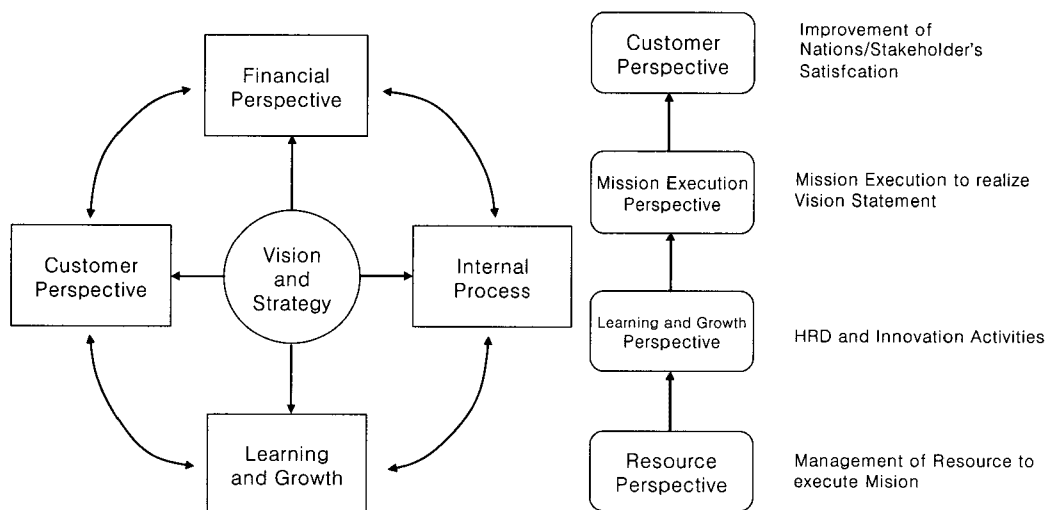 Financial
Perspective
Customer
Perspective
Vision
and
Strategy
Internal
Process
Learning
and Growth
Customer
Perspective
Improvement of
Nations/Stakeholder's
Satisfcation
Mission Execution
Perspective
Mission Execution to realize
Vision Statement
Learning and Growth
Perspective
HRD and Innovation Activities
Resource
Perspective
Management of Resource to
execute Mision